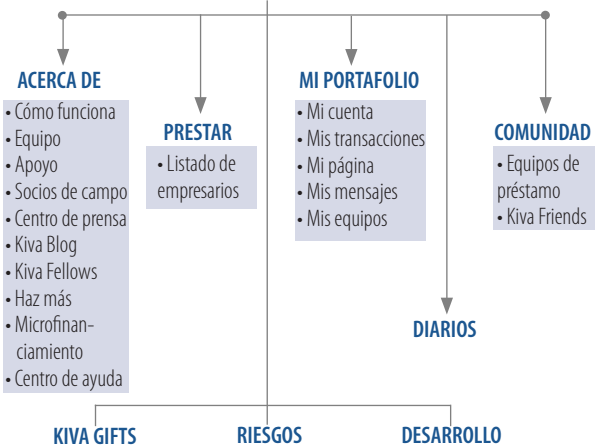 ACERCA DE
• Cómo funciona
• Equipo
• Apoyo
• Socios de campo
• Centro de prensa
• Kiva Blog
• Kiva Fellows
• Haz más
• Microfinan-
ciamiento
• Centro de ayuda
PRESTAR
• Listado de
empresarios
MI PORTAFOLIO
• Mi cuenta
• Mis transacciones
• Mi página
• Mis mensajes
• Mis equipos
DIARIOS
COMUNIDAD
• Equipos de
préstamo
• Kiva Friends
KIVA GIFTS
RIESGOS
DESARROLLO